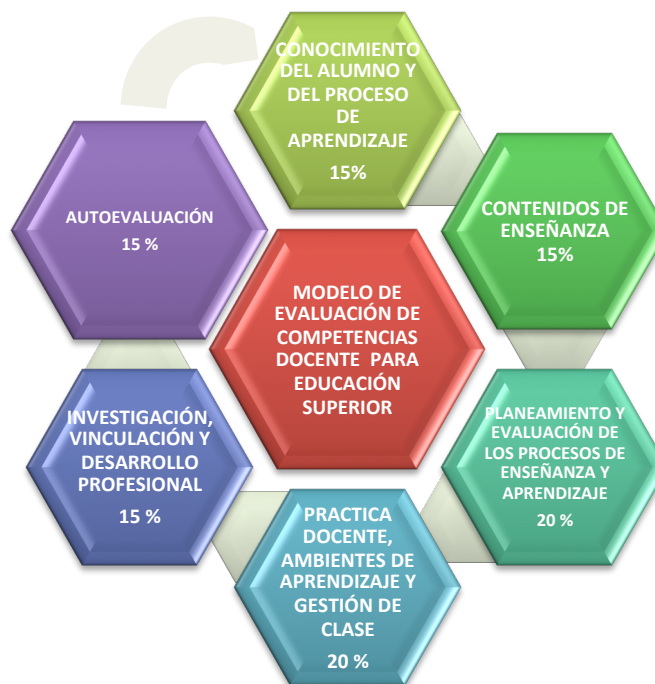 CONOCIMIENTO
DEL ALUMNO Y
DEL PROCESO
DE
APRENDIZAJE
15%
CONTENIDOS DE
ENSEÑANZA
15%
PLANEAMIENTO Y
EVALUACIÓN DE
LOS PROCESOS DE
ENSEÑANZA Y
APRENDIZAJE
20 %
PRACTICA
DOCENTE,
AMBIENTES DE
APRENDIZAJE Y
GESTIÓN DE
CLASE
20 %
INVESTIGACIÓN,
VINCULACIÓN Y
DESARROLLO
PROFESIONAL
15 %
AUTOEVALUACIÓN
15 %
MODELO DE
EVALUACIÓN DE
COMPETENCIAS
DOCENTE PARA
EDUCACIÓN
SUPERIOR